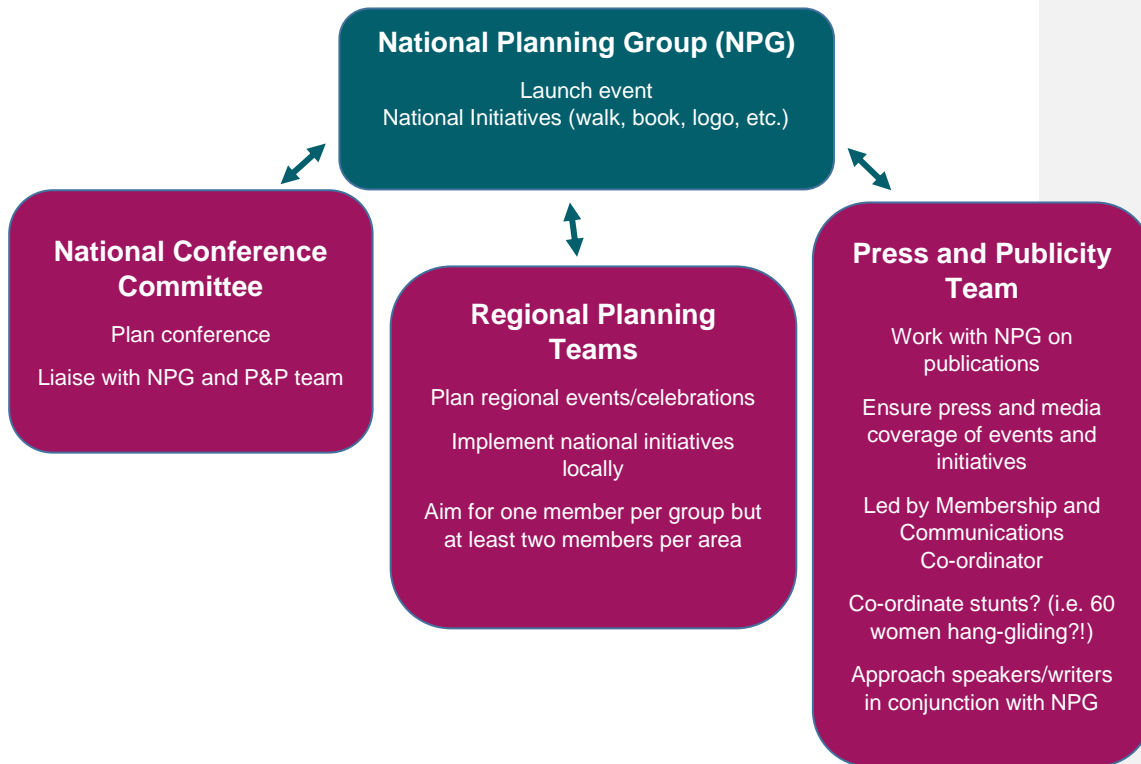 National Planning Group (NPG)
Launch event
National Initiatives (walk, book, logo, etc.)
National Conference
Committee
Plan conference
Liaise with NPG and P&P team
Regional Planning
Teams
Plan regional events/celebrations
Implement national initiatives
locally
Aim for one member per group but
at least two members per area
Press and Publicity
Team
Work with NPG on
publications
Ensure press and media
coverage of events and
initiatives
Led by Membership and
Communications
Co-ordinator
Co-ordinate stunts? (i.e. 60
women hang-gliding?!)
Approach speakers/writers
in conjunction with NPG